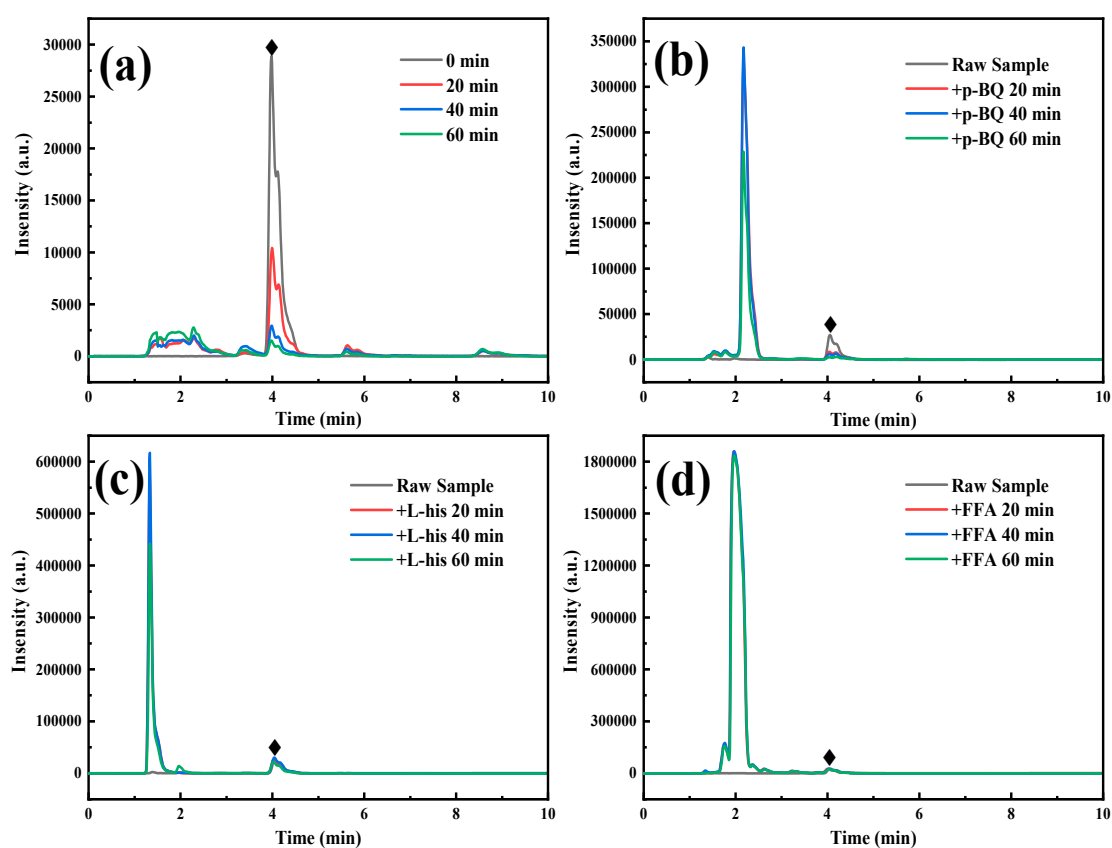 (a)
0 min
20 min
40 min
60 min
Insensity (a.u.)
30000
25000
20000
15000
10000
5000
0
0 2 4 6 8 10
Time (min)
(b)
Raw Sample
+p-BQ 20 min
+p-BQ 40 min
+p-BQ 60 min
Insensity (a.u.)
350000
300000
250000
200000
150000
100000
50000
0
0 2 4 6 8 10
Time (min)
(c)
Raw Sample
+L-his 20 min
+L-his 40 min
+L-his 60 min
Insensity (a.u.)
600000
500000
400000
300000
200000
100000
0
0 2 4 6 8 10
Time (min)
(d)
Raw Sample
+FFA 20 min
+FFA 40 min
+FFA 60 min
Insensity (a.u.)
1800000
1500000
1200000
900000
600000
300000
0
0 2 4 6 8 10
Time (min)